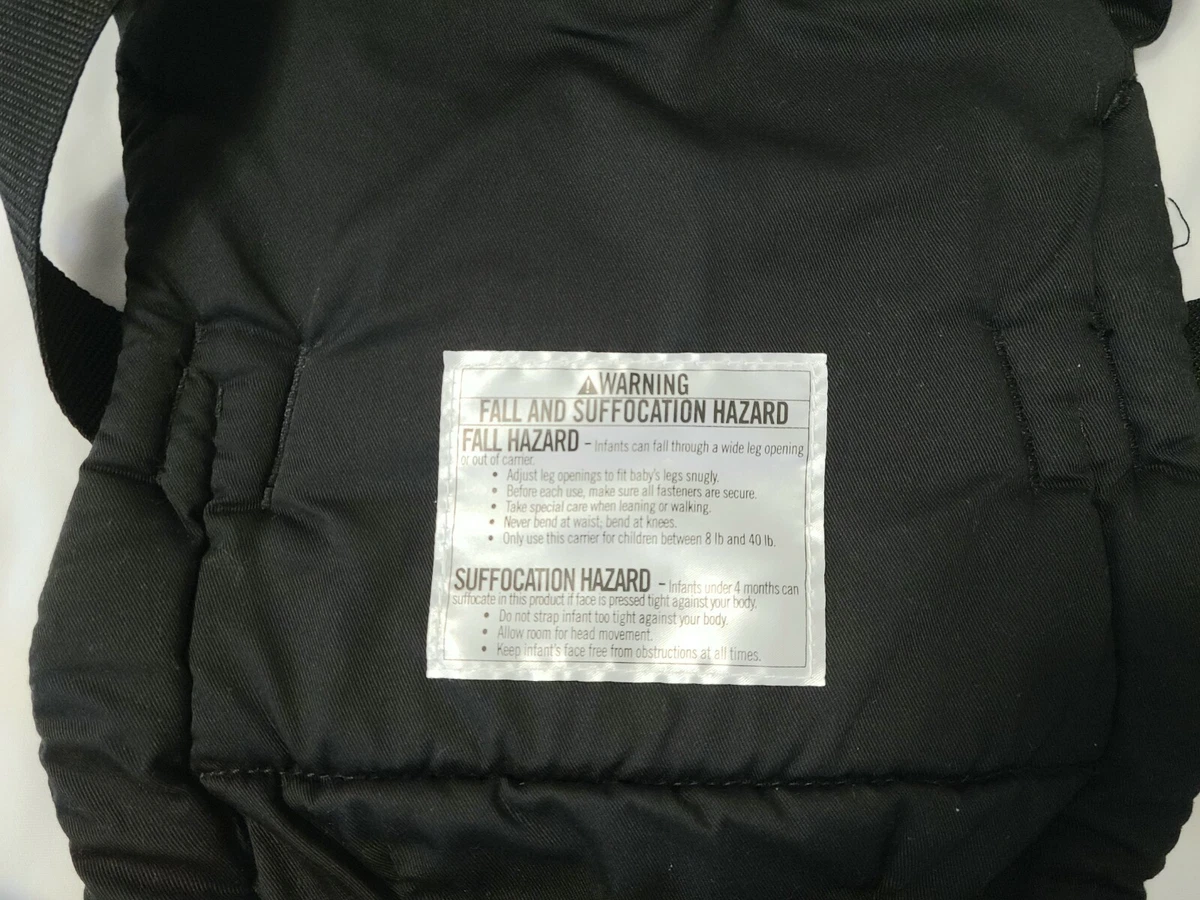 ⚠WARNING
FALL AND SUFFOCATION HAZARD
FALL HAZARD – Infants can fall through a wide leg opening
or out of carrier.
• Adjust leg openings to fit baby's legs snugly.
• Before each use, make sure all fasteners are secure.
• Take special care when leaning or walking.
• Never bend at waist; bend at knees.
• Only use this carrier for children between 8 lb and 40 lb.
SUFFOCATION HAZARD – Infants under 4 months can
suffocate in this product if face is pressed tight against your body.
• Do not strap infant too tight against your body.
• Allow room for head movement.
• Keep infant's face free from obstructions at all times.